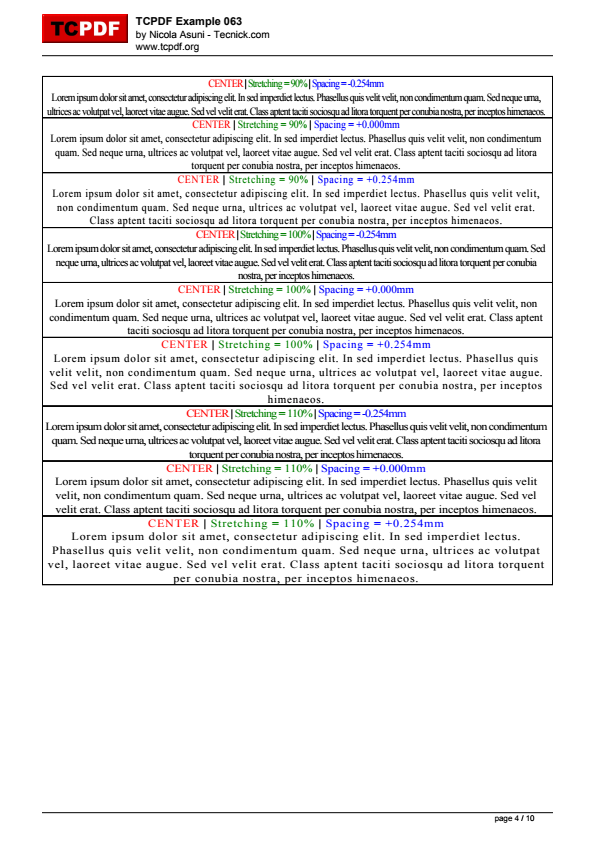 TCPDF
TCPDF Example 063
by Nicola Asuni - Tecnick.com
www.tcpdf.org
CENTER | Stretching = 90% | Spacing = -0.254mm
Lorem ipsum dolor sit amet, consectetur adipiscing elit. In sed imperdiet lectus. Phasellus quis velit velit, non condimentum quam. Sed neque urna,
ultrices ac volutpat vel, laoreet vitae augue. Sed vel velit erat. Class aptent taciti sociosqu ad litora torquent per conubia nostra, per inceptos himenaeos.
CENTER | Stretching = 90% | Spacing = +0.000mm
Lorem ipsum dolor sit amet, consectetur adipiscing elit. In sed imperdiet lectus. Phasellus quis velit velit, non condimentum
quam. Sed neque urna, ultrices ac volutpat vel, laoreet vitae augue. Sed vel velit erat. Class aptent taciti sociosqu ad litora
torquent per conubia nostra, per inceptos himenaeos.
CENTER | Stretching = 90% | Spacing = +0.254mm
Lorem ipsum dolor sit amet, consectetur adipiscing elit. In sed imperdiet lectus. Phasellus quis velit velit,
non condimentum quam. Sed neque urna, ultrices ac volutpat vel, laoreet vitae augue. Sed vel velit erat.
Class aptent taciti sociosqu ad litora torquent per conubia nostra, per inceptos himenaeos.
CENTER | Stretching = 100% | Spacing = -0.254mm
Lorem ipsum dolor sit amet, consectetur adipiscing elit. In sed imperdiet lectus. Phasellus quis velit velit, non condimentum quam. Sed
neque urna, ultrices ac volutpat vel, laoreet vitae augue. Sed vel velit erat. Class aptent taciti sociosqu ad litora torquent per conubia
nostra, per inceptos himenaeos.
CENTER | Stretching = 100% | Spacing = +0.000mm
Lorem ipsum dolor sit amet, consectetur adipiscing elit. In sed imperdiet lectus. Phasellus quis velit velit, non
condimentum quam. Sed neque urna, ultrices ac volutpat vel, laoreet vitae augue. Sed vel velit erat. Class aptent
taciti sociosqu ad litora torquent per conubia nostra, per inceptos himenaeos.
CENTER | Stretching = 100% | Spacing = +0.254mm
Lorem ipsum dolor sit amet, consectetur adipiscing elit. In sed imperdiet lectus. Phasellus quis
velit velit, non condimentum quam. Sed neque urna, ultrices ac volutpat vel, laoreet vitae augue.
Sed vel velit erat. Class aptent taciti sociosqu ad litora torquent per conubia nostra, per inceptos
himenaeos.
CENTER | Stretching = 110% | Spacing = -0.254mm
Lorem ipsum dolor sit amet, consectetur adipiscing elit. In sed imperdiet lectus. Phasellus quis velit velit, non condimentum
quam. Sed neque urna, ultrices ac volutpat vel, laoreet vitae augue. Sed vel velit erat. Class aptent taciti sociosqu ad litora
torquent per conubia nostra, per inceptos himenaeos.
CENTER | Stretching = 110% | Spacing = +0.000mm
Lorem ipsum dolor sit amet, consectetur adipiscing elit. In sed imperdiet lectus. Phasellus quis velit
velit, non condimentum quam. Sed neque urna, ultrices ac volutpat vel, laoreet vitae augue. Sed vel
velit erat. Class aptent taciti sociosqu ad litora torquent per conubia nostra, per inceptos himenaeos.
CENTER | Stretching = 110% | Spacing = +0.254mm
Lorem ipsum dolor sit amet, consectetur adipiscing elit. In sed imperdiet lectus.
Phasellus quis velit velit, non condimentum quam. Sed neque urna, ultrices ac volutpat
vel, laoreet vitae augue. Sed vel velit erat. Class aptent taciti sociosqu ad litora torquent
per conubia nostra, per inceptos himenaeos.
page 4 / 10